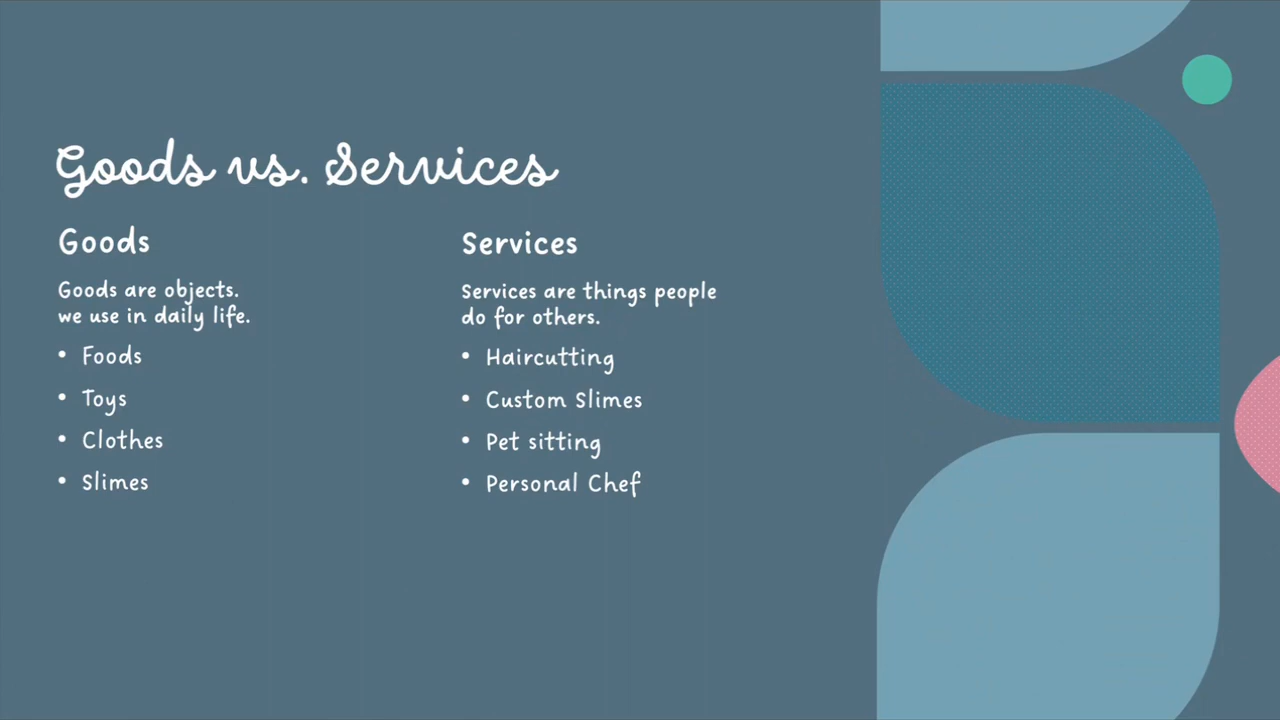 Goods vs. Services
Goods
Goods are objects.
we use in daily life.
• Foods
• Toys
• Clothes
• Slimes
Services
Services are things people
do for others.
• Haircutting
• Custom Slimes
• Pet sitting
• Personal Chef